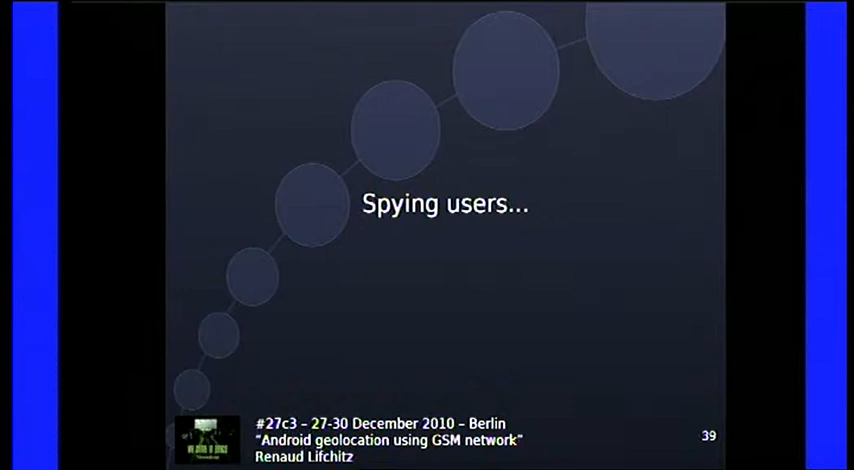 Spying users...
#27c3 – 27-30 December 2010 – Berlin
"Android geolocation using GSM network"
Renaud Lifchitz
39